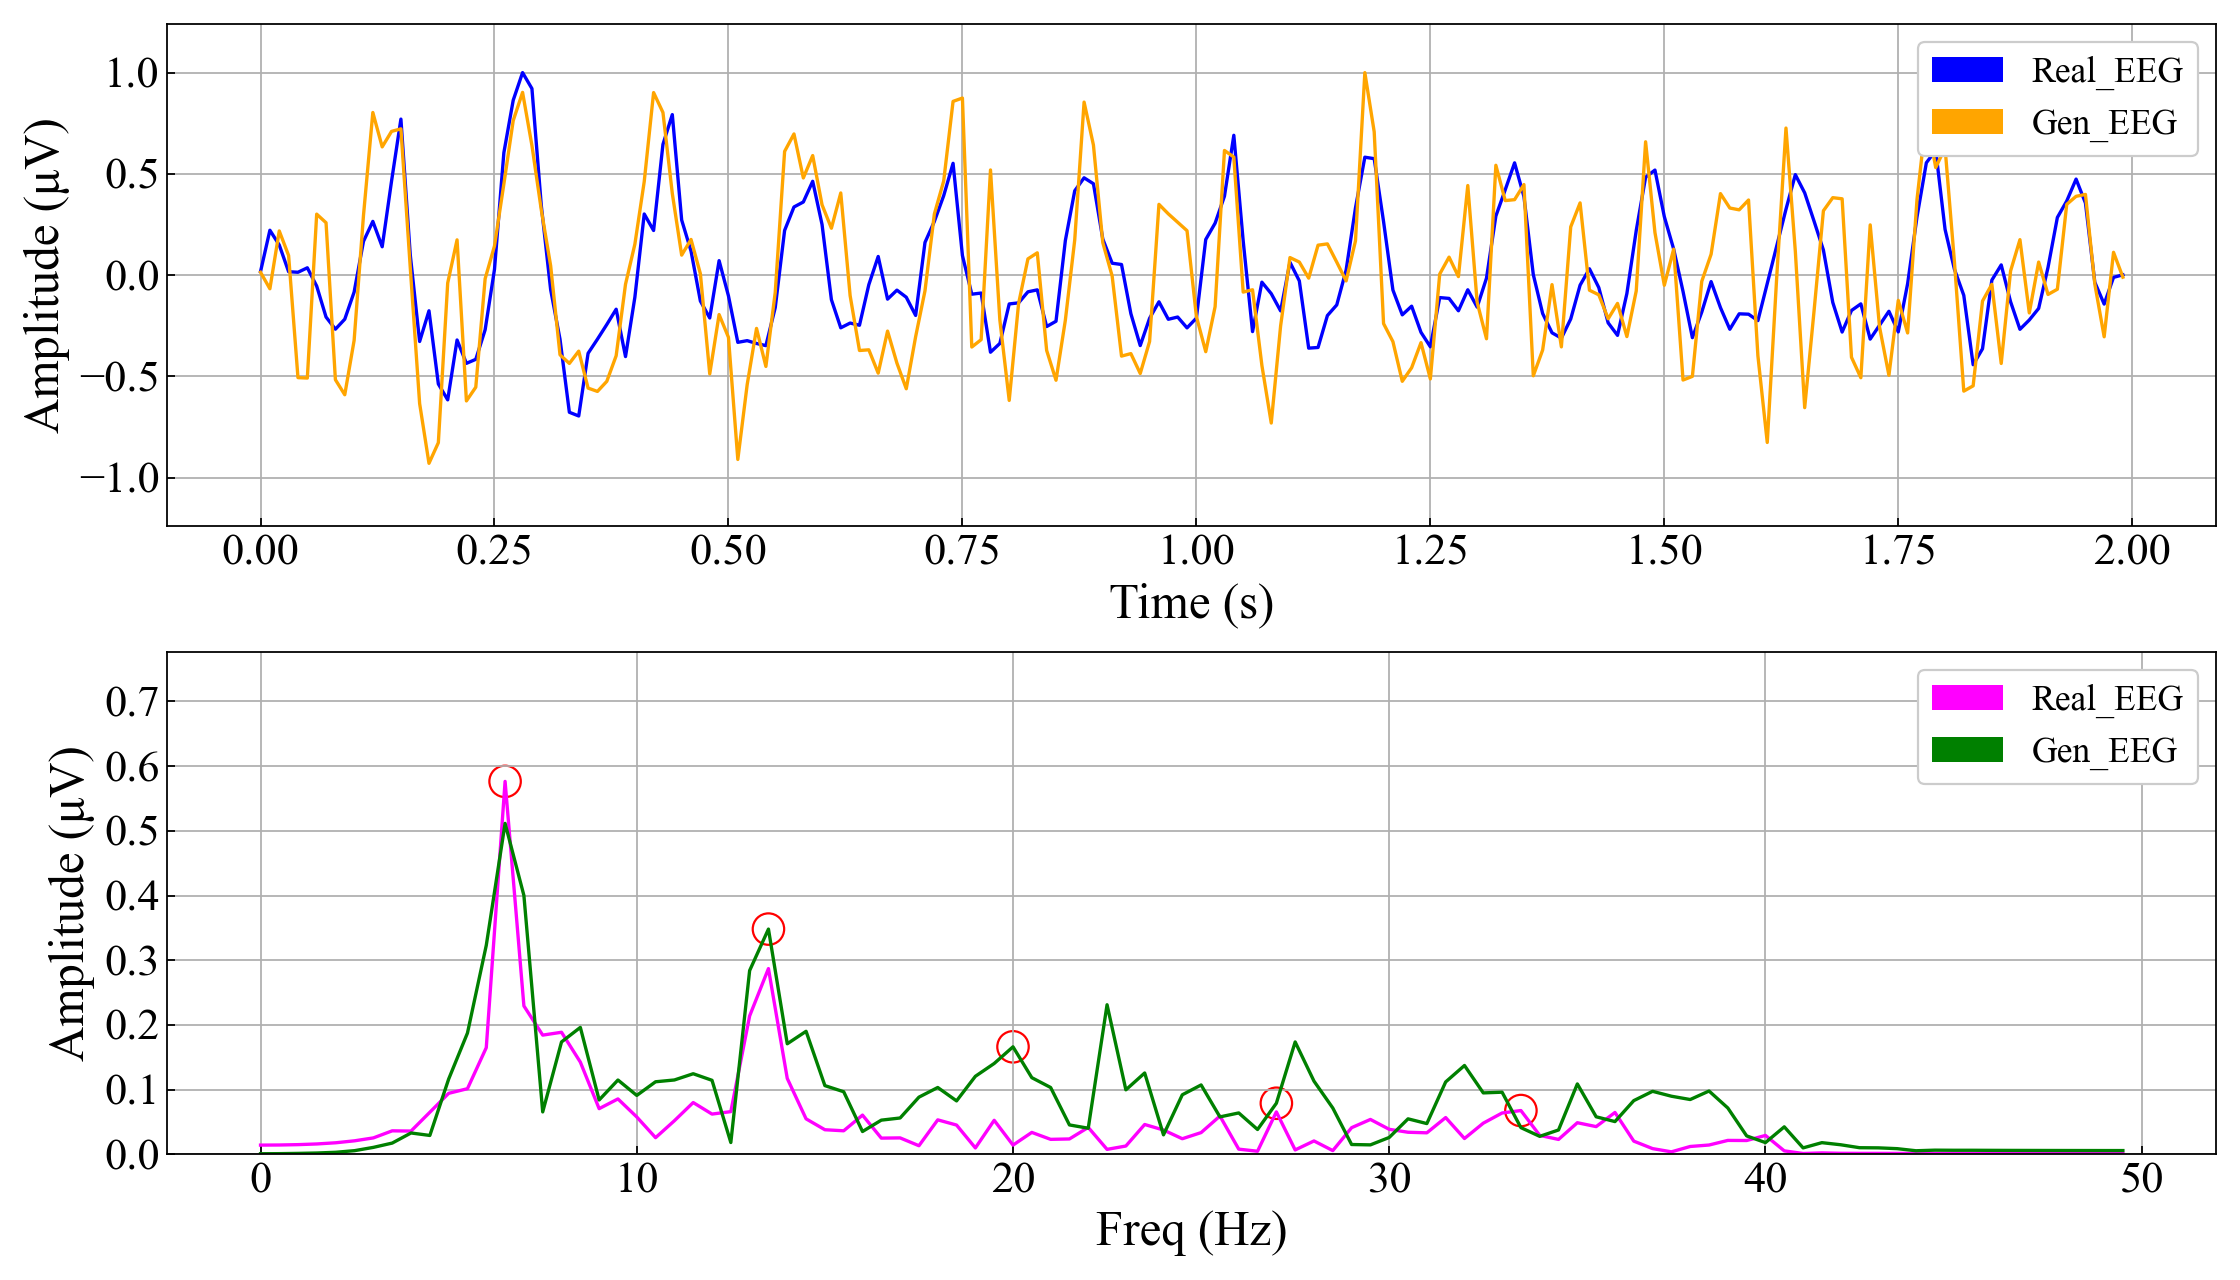 Amplitude (μV)
1.0
0.5
0.0
−0.5
−1.0
Real_EEG
Gen_EEG
0.00 0.25 0.50 0.75 1.00 1.25 1.50 1.75 2.00
Time (s)
Amplitude (μV)
0.7
0.6
0.5
0.4
0.3
0.2
0.1
0.0
Real_EEG
Gen_EEG
0 10 20 30 40 50
Freq (Hz)